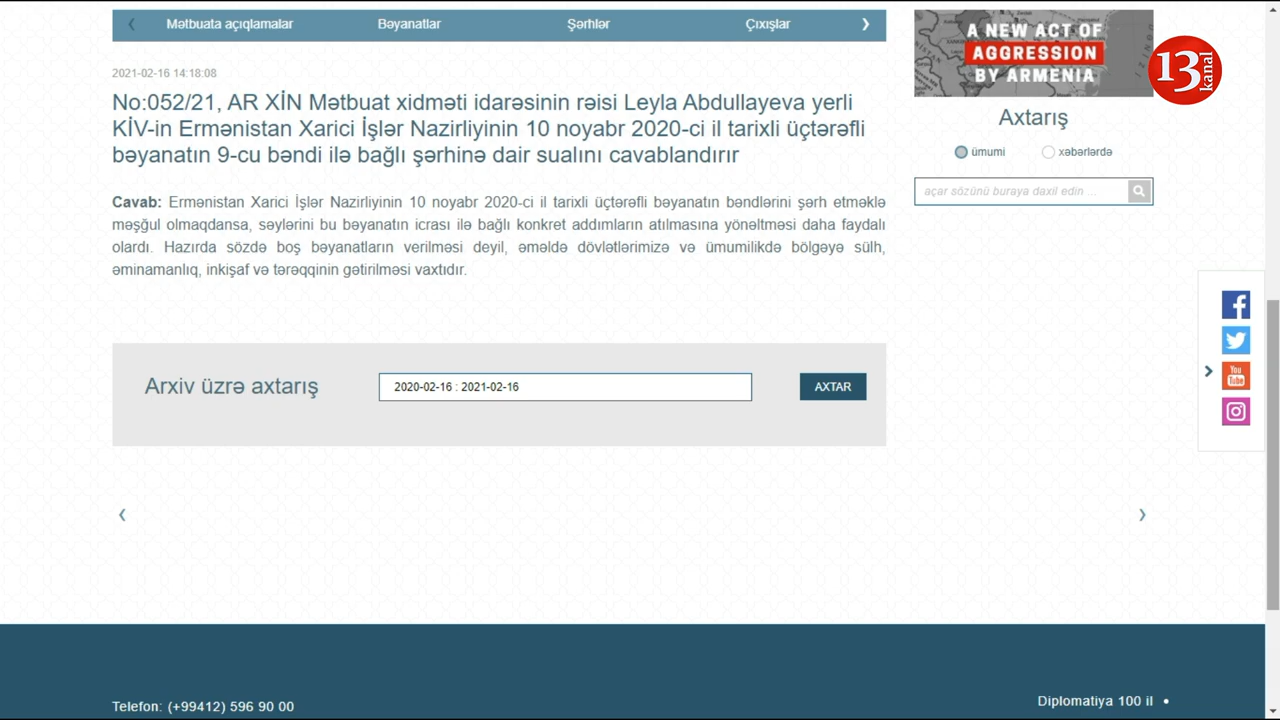 Mətbuata açıqlamalar
Bəyanatlar
Şərhlər
Çıxışlar
A NEW ACT OF
AGGRESSION
BY ARMENIA
13 kanal
2021-02-16 14:18:08
No:052/21, AR XİN Mətbuat xidməti idarəsinin rəisi Leyla Abdullayeva yerli
KİV-in Ermənistan Xarici İşlər Nazirliyinin 10 noyabr 2020-ci il tarixli üçtərəfli
bəyanatın 9-cu bəndi ilə bağlı şərhinə dair sualını cavablandırır
Axtarış
ümumi
xəbərlərdə
açar sözünü buraya daxil edin ...
Cavab: Ermənistan Xarici İşlər Nazirliyinin 10 noyabr 2020-ci il tarixli üçtərəfli bəyanatın bəndlərini şərh etməklə
məşğul olmaqdansa, səylərini bu bəyanatın icrası ilə bağlı konkret addımların atılmasına yönəltməsi daha faydalı
olardı. Hazırda sözdə boş bəyanatların verilməsi deyil, əməldə dövlətlərimizə və ümumilikdə bölgəyə sülh,
əminamanlıq, inkişaf və tərəqqinin gətirilməsi vaxtıdır.
You
Tube
Arxiv üzrə axtarış
2020-02-16 : 2021-02-16
AXTAR
Telefon: (+99412) 596 90 00
Diplomatiya 100 il